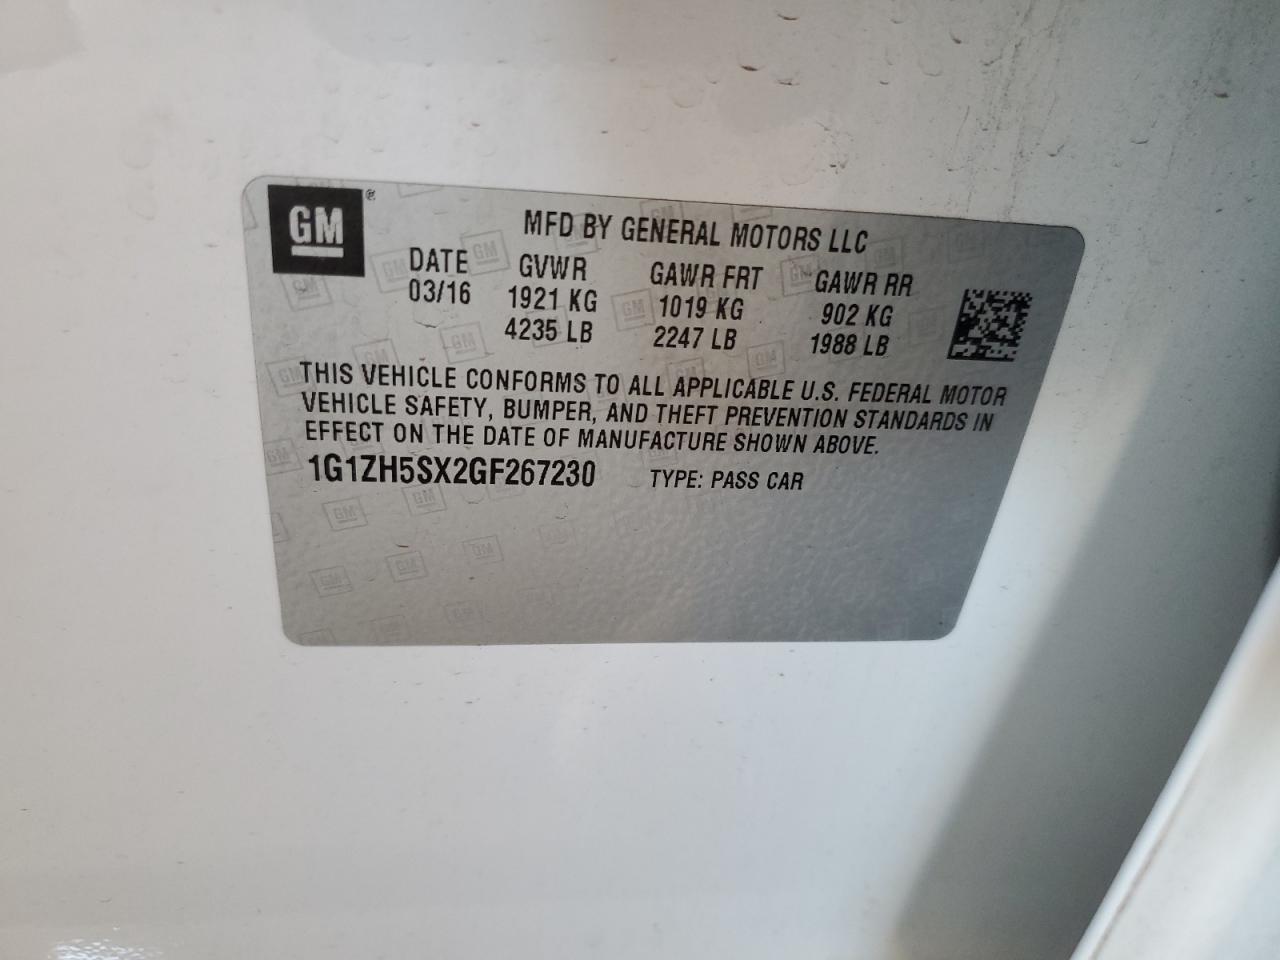 GM®
MFD BY GENERAL MOTORS LLC
DATE GVWR GAWR FRT GAWR RR
03/16 1921 KG 1019 KG 902 KG
4235 LB 2247 LB 1988 LB
THIS VEHICLE CONFORMS TO ALL APPLICABLE U.S. FEDERAL MOTOR
VEHICLE SAFETY, BUMPER, AND THEFT PREVENTION STANDARDS IN
EFFECT ON THE DATE OF MANUFACTURE SHOWN ABOVE.
1G1ZH5SX2GF267230 TYPE: PASS CAR